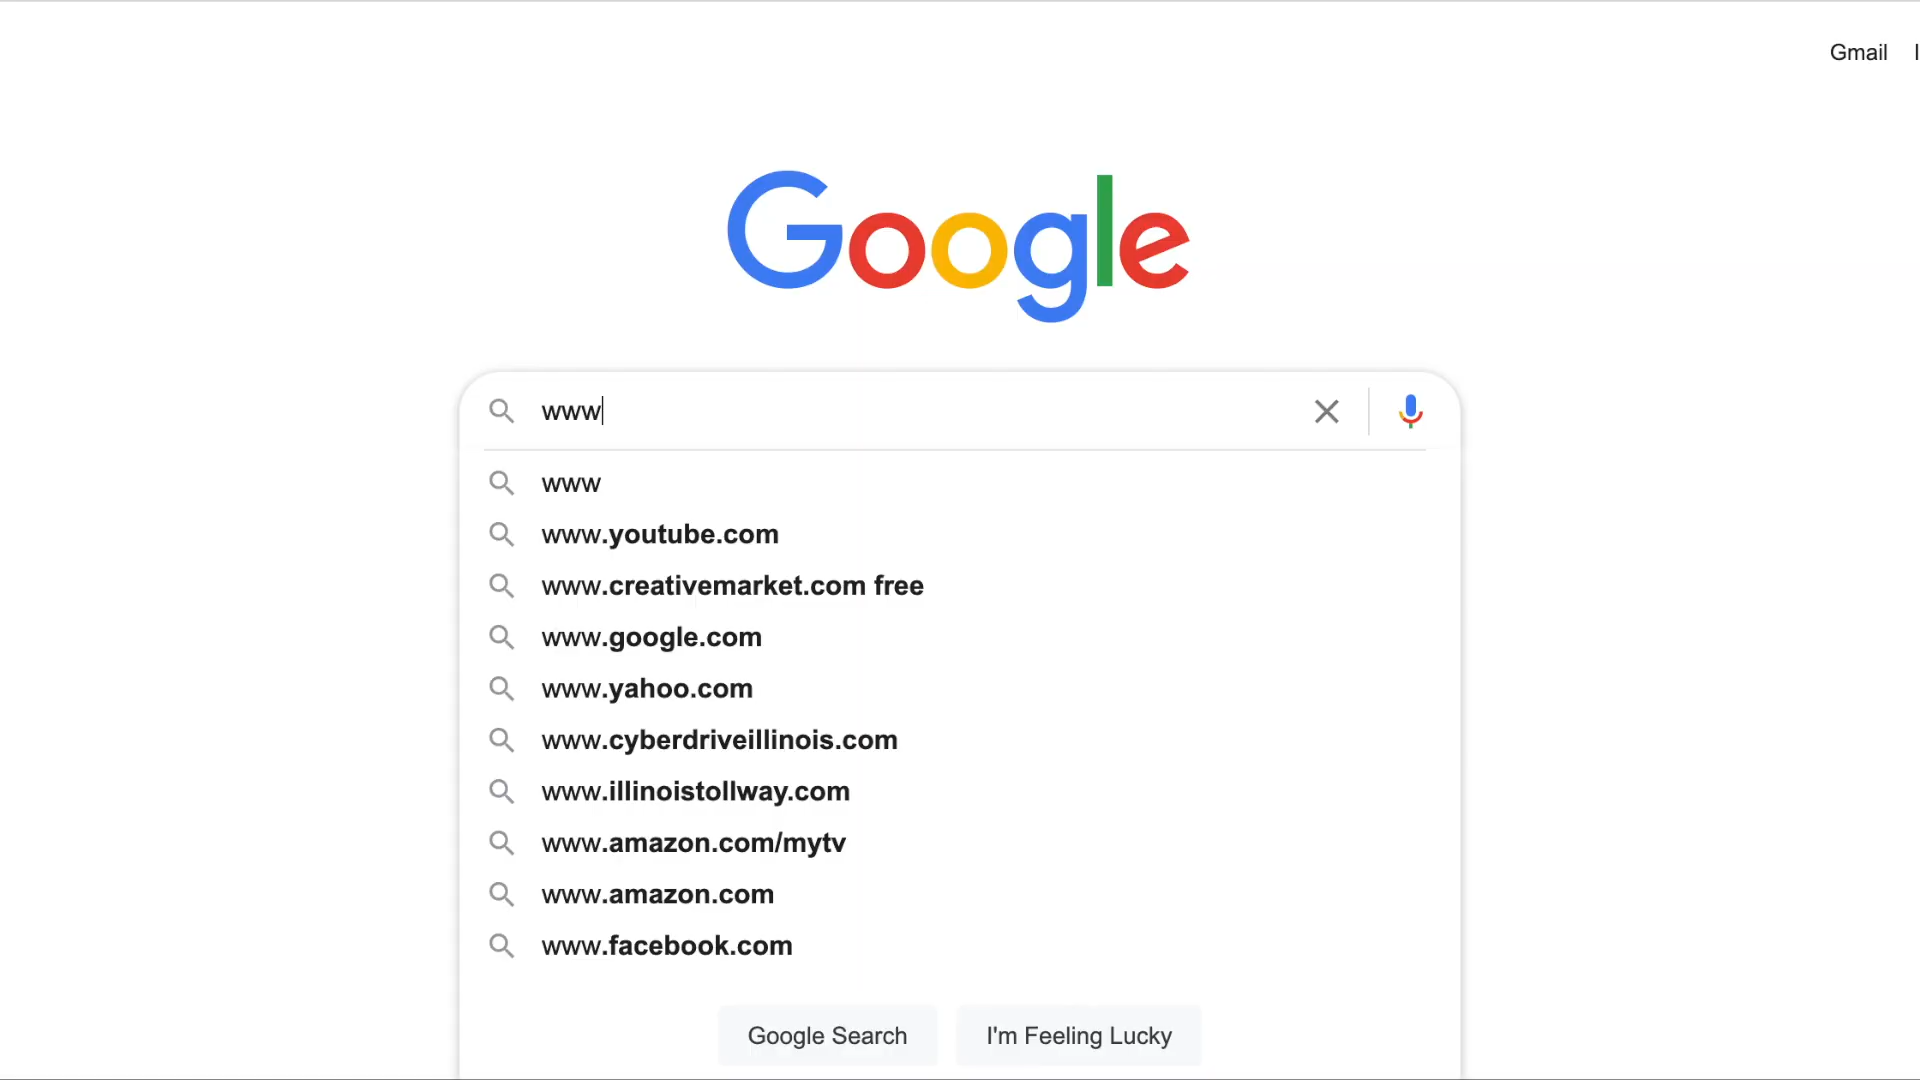 Gmail
Google
www
www
www.youtube.com
www.creativemarket.com free
www.google.com
www.yahoo.com
www.cyberdriveillinois.com
www.illinoistollway.com
www.amazon.com/mytv
www.amazon.com
www.facebook.com
Google Search
I'm Feeling Lucky